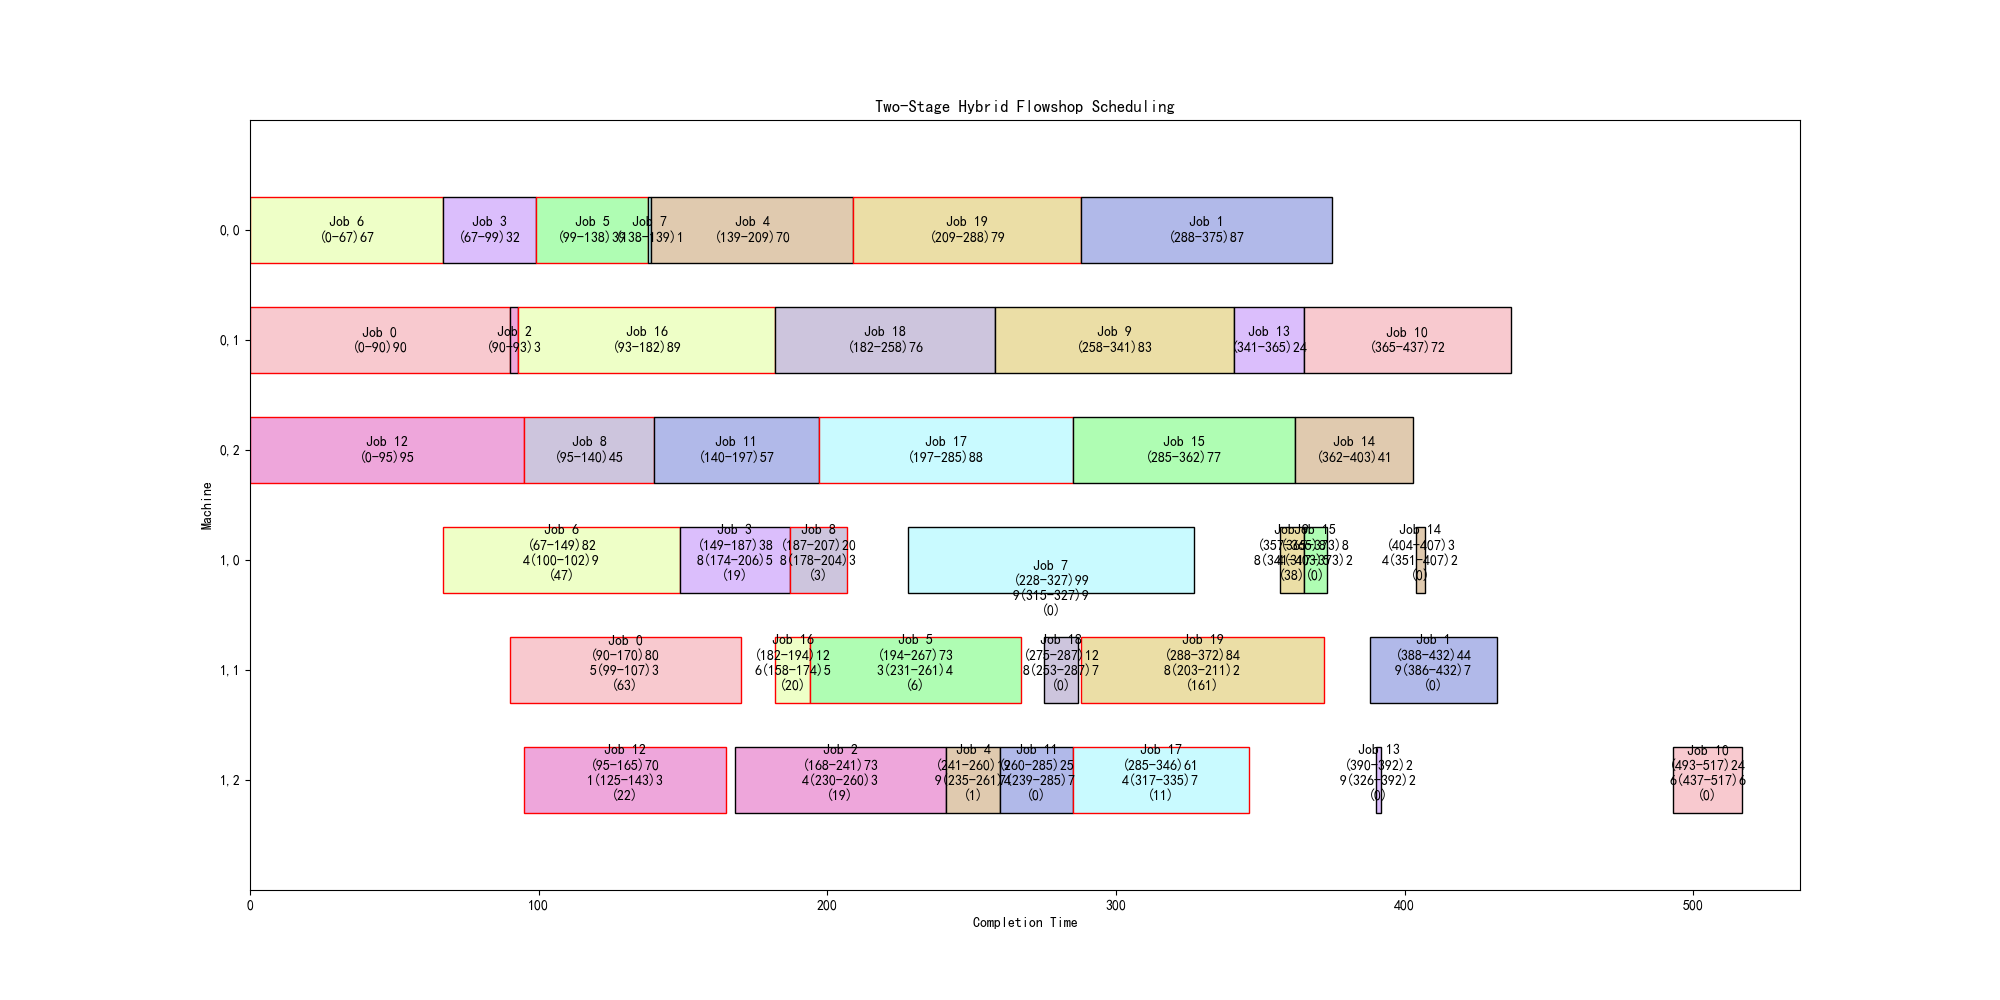 Two-Stage Hybrid Flowshop Scheduling
0,0
Job 6
(0-67)67
Job 3
(67-99)32
Job 5
(99-138)39
Job 7
(138-139)1
Job 4
(139-209)70
Job 19
(209-288)79
Job 1
(288-375)87
0,1
Job 0
(0-90)90
Job 2
(90-93)3
Job 16
(93-182)89
Job 18
(182-258)76
Job 9
(258-341)83
Job 13
(341-365)24
Job 10
(365-437)72
0,2
Job 12
(0-95)95
Job 8
(95-140)45
Job 11
(140-197)57
Job 17
(197-285)88
Job 15
(285-362)77
Job 14
(362-403)41
Machine
1,0
Job 6
(67-149)82
4(100-102)9
(47)
Job 3
(149-187)38
8(174-206)5
(19)
Job 8
(187-207)20
8(178-204)3
(3)
Job 7
(228-327)99
9(315-327)9
(0)
Job 9
(357-365)8
(38)
Job 15
(365-373)8
(0)
Job 14
(404-407)3
4(351-407)2
(0)
1,1
Job 0
(90-170)80
5(99-107)3
(63)
Job 16
(182-194)12
6(158-174)5
(20)
Job 5
(194-267)73
3(231-261)4
(6)
Job 18
(275-287)12
8(253-287)7
(0)
Job 19
(288-372)84
8(203-211)2
(161)
Job 1
(388-432)44
9(386-432)7
(0)
1,2
Job 12
(95-165)70
1(125-143)3
(22)
Job 2
(168-241)73
4(230-260)3
(19)
Job 4
(241-260)19
(1)
Job 11
(260-285)25
(0)
Job 17
(285-346)61
4(317-335)7
(11)
Job 13
(390-392)2
9(326-392)2
(0)
Job 10
(493-517)24
6(437-517)6
(0)
0
100
200
300
400
500
Completion Time